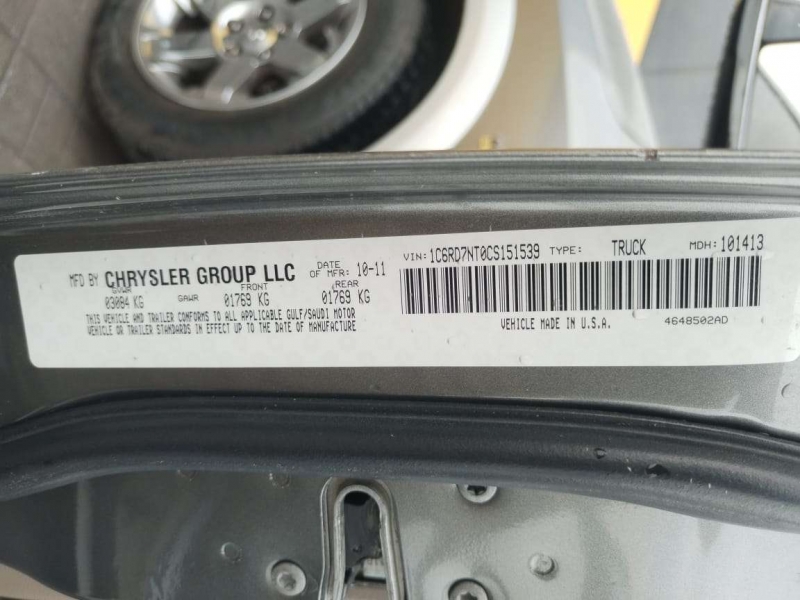 MFD BY CHRYSLER GROUP LLC DATE OF MFR: 10-11 VIN: 1C6RD7NT0CS151539 TYPE: TRUCK MDH: 101413
GVWR 03084 KG GAWR FRONT 01769 KG REAR 01769 KG
THIS VEHICLE AND TRAILER CONFORMS TO ALL APPLICABLE GULF/SAUDI MOTOR
VEHICLE OR TRAILER STANDARDS IN EFFECT UP TO THE DATE OF MANUFACTURE
VEHICLE MADE IN U.S.A. 4648502AD